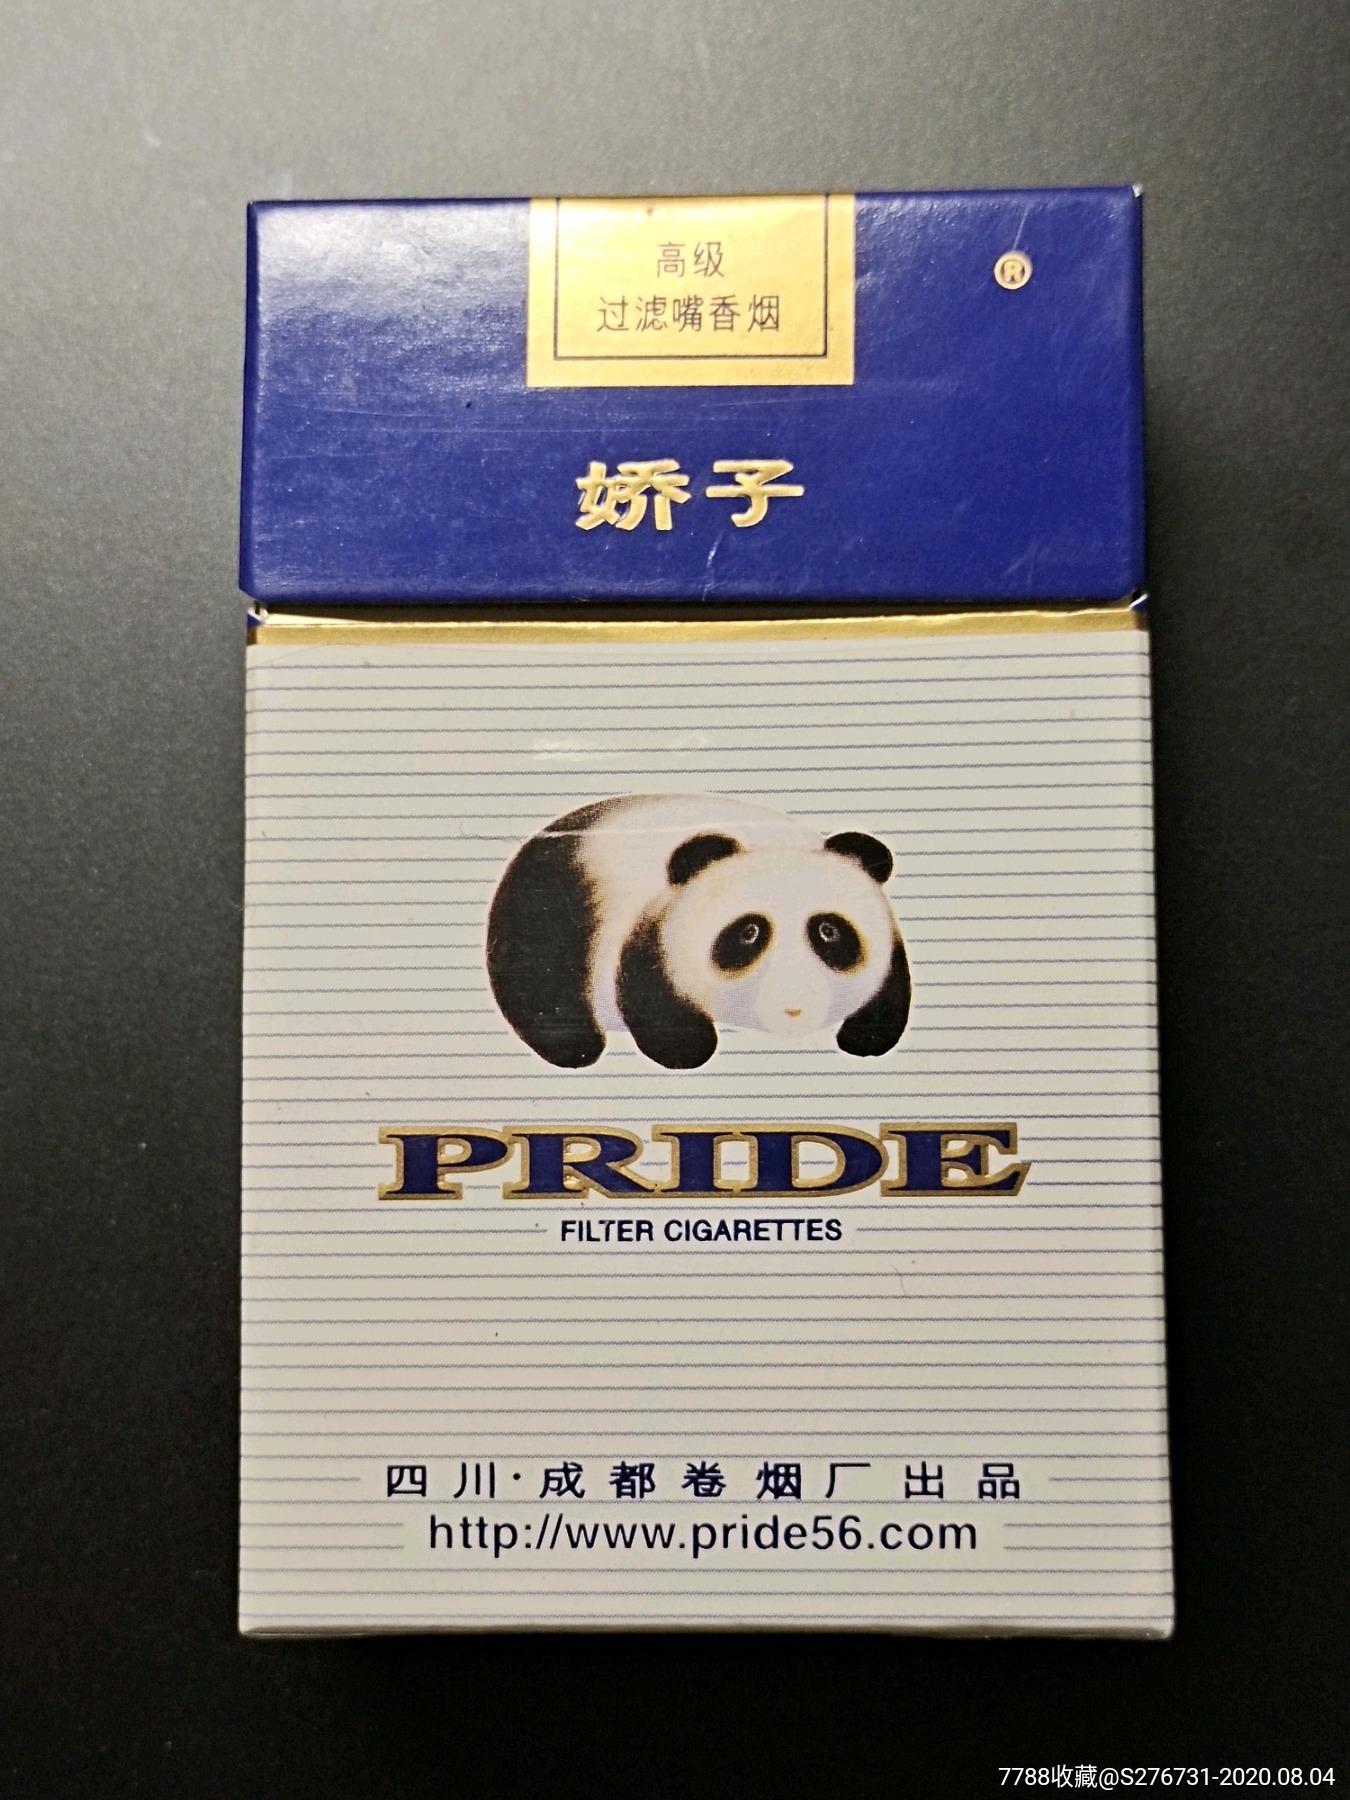 高级
过滤嘴香烟
®
娇子
PRIDE
FILTER CIGARETTES
四川·成都卷烟厂出品
http://www.pride56.com
7788收藏@S276731-2020.08.04